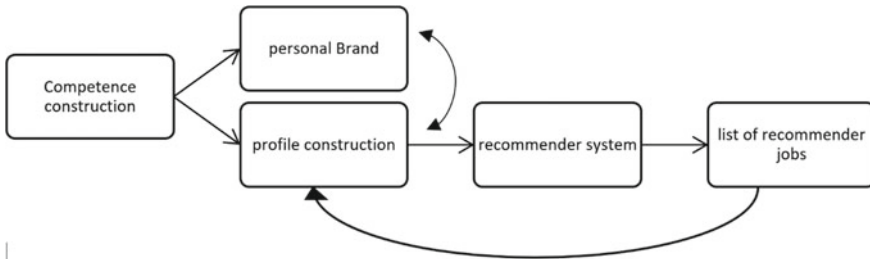 personal Brand
Competence
construction
profile construction
recommender system
list of recommender
jobs